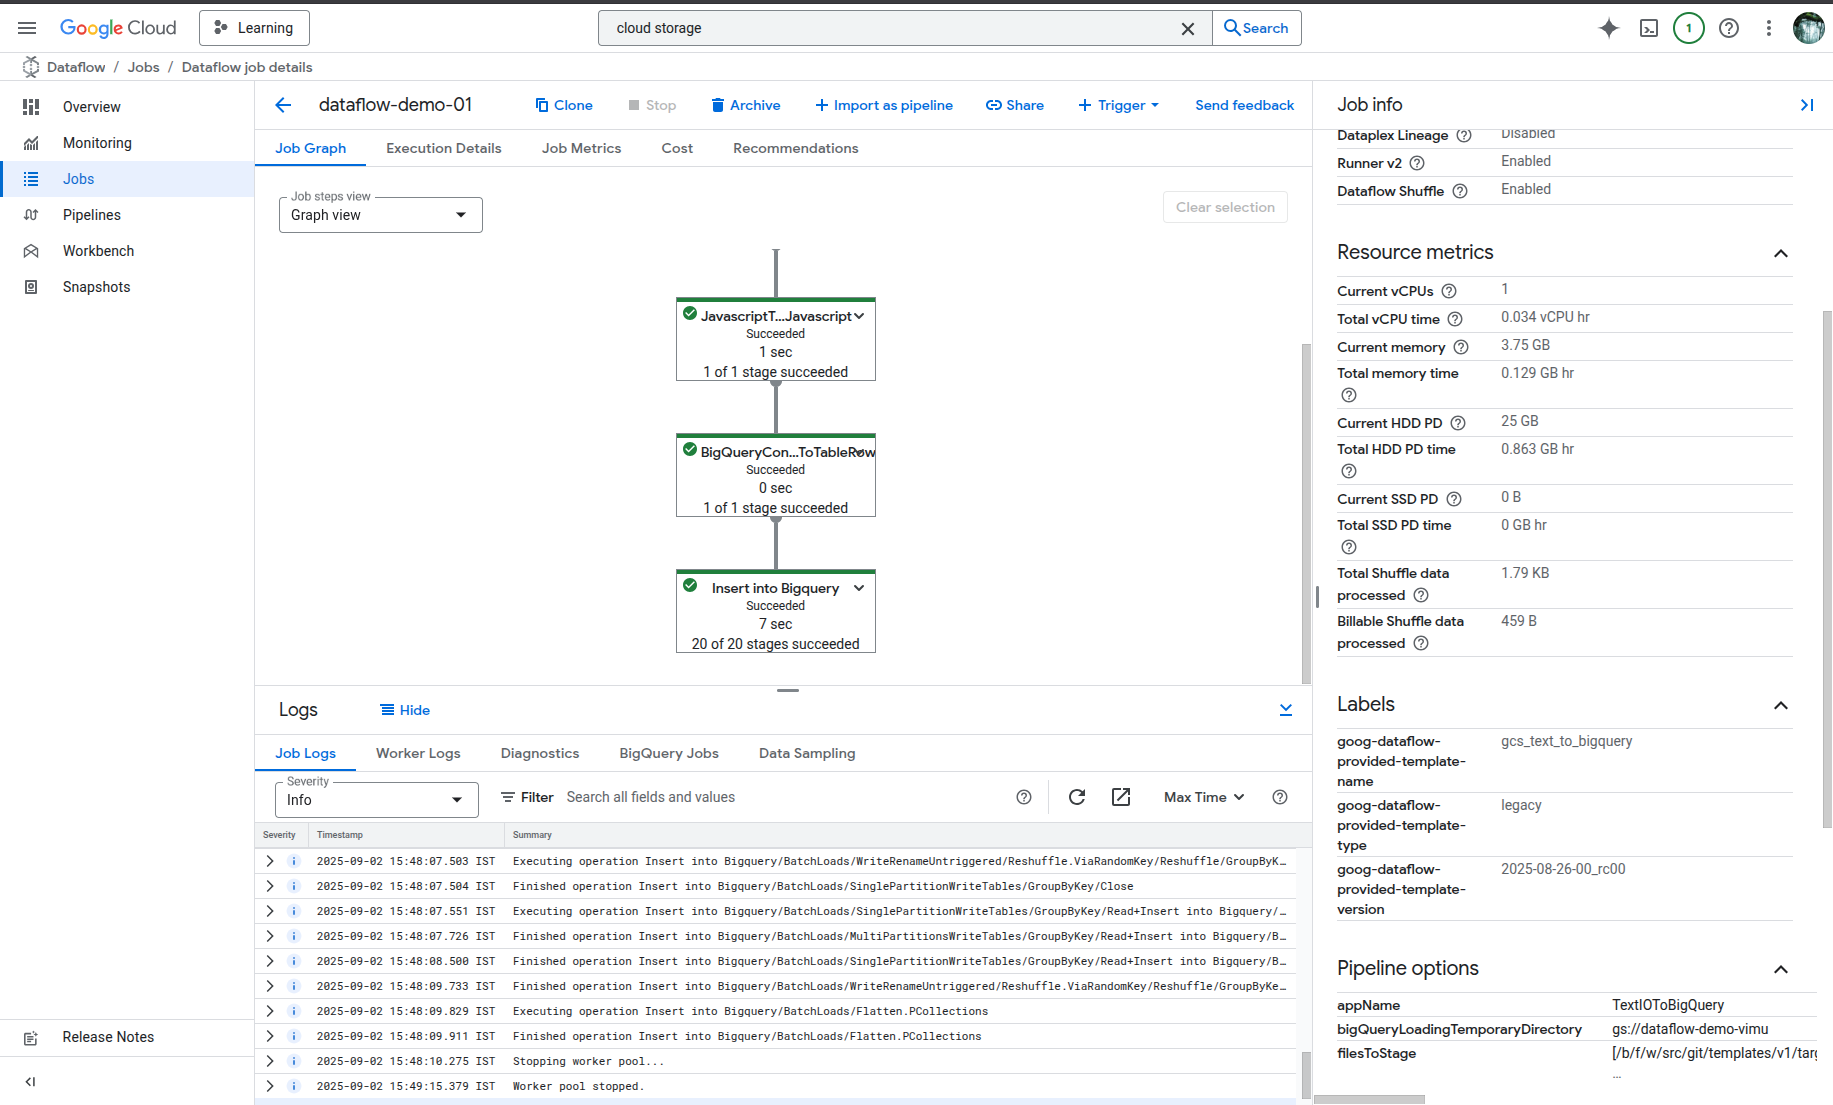 Google Cloud
Learning
cloud storage
Search
1
Dataflow / Jobs / Dataflow job details
Overview
Monitoring
Jobs
Pipelines
Workbench
Snapshots
Release Notes
dataflow-demo-01
Clone
Stop
Archive
Import as pipeline
Share
Trigger
Send feedback
Job Graph
Execution Details
Job Metrics
Cost
Recommendations
Job steps view
Graph view
Clear selection
JavascriptT...Javascript
Succeeded
1 sec
1 of 1 stage succeeded
BigQueryCon...ToTableRow
Succeeded
0 sec
1 of 1 stage succeeded
Insert into Bigquery
Succeeded
7 sec
20 of 20 stages succeeded
Logs
Hide
Job Logs
Worker Logs
Diagnostics
BigQuery Jobs
Data Sampling
Severity
Info
Filter
Search all fields and values
Max Time
Severity Timestamp Summary
2025-09-02 15:48:07.503 IST Executing operation Insert into Bigquery/BatchLoads/WriteRenameUntriggered/Reshuffle.ViaRandomKey/Reshuffle/GroupByK…
2025-09-02 15:48:07.504 IST Finished operation Insert into Bigquery/BatchLoads/SinglePartitionWriteTables/GroupByKey/Close
2025-09-02 15:48:07.551 IST Executing operation Insert into Bigquery/BatchLoads/SinglePartitionWriteTables/GroupByKey/Read+Insert into Bigquery/…
2025-09-02 15:48:07.726 IST Finished operation Insert into Bigquery/BatchLoads/MultiPartitionsWriteTables/GroupByKey/Read+Insert into Bigquery/B…
2025-09-02 15:48:08.500 IST Finished operation Insert into Bigquery/BatchLoads/SinglePartitionWriteTables/GroupByKey/Read+Insert into Bigquery/B…
2025-09-02 15:48:09.733 IST Finished operation Insert into Bigquery/BatchLoads/WriteRenameUntriggered/Reshuffle.ViaRandomKey/Reshuffle/GroupByKe…
2025-09-02 15:48:09.829 IST Executing operation Insert into Bigquery/BatchLoads/Flatten.PCollections
2025-09-02 15:48:09.911 IST Finished operation Insert into Bigquery/BatchLoads/Flatten.PCollections
2025-09-02 15:48:10.275 IST Stopping worker pool...
2025-09-02 15:49:15.379 IST Worker pool stopped.
Job info
Dataplex Lineage Disabled
Runner v2 Enabled
Dataflow Shuffle Enabled
Resource metrics
Current vCPUs 1
Total vCPU time 0.034 vCPU hr
Current memory 3.75 GB
Total memory time 0.129 GB hr
Current HDD PD 25 GB
Total HDD PD time 0.863 GB hr
Current SSD PD 0 B
Total SSD PD time 0 GB hr
Total Shuffle data 1.79 KB
processed
Billable Shuffle data 459 B
processed
Labels
goog-dataflow- gcs_text_to_bigquery
provided-template-
name
goog-dataflow- legacy
provided-template-
type
goog-dataflow- 2025-08-26-00_rc00
provided-template-
version
Pipeline options
appName TextIOToBigQuery
bigQueryLoadingTemporaryDirectory gs://dataflow-demo-vimu
filesToStage [/b/f/w/src/git/templates/v1/targ
...